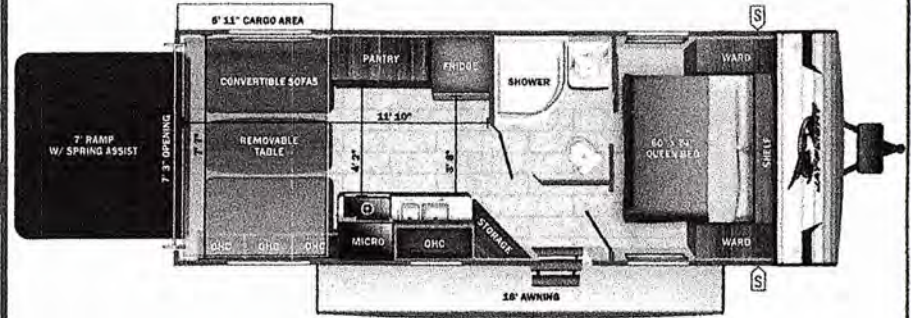 6' 11" CARGO AREA
S
PANTRY
FRIDGE
SHOWER
WARD
CONVERTIBLE SOFAS
11' 10"
7' RAMP
W/ SPRING ASSIST
7' 3" OPENING
7' 7"
REMOVABLE
TABLE
4' 2"
3' 8"
QUEEN BED
SHELF
JAY FEATHER
MICRO
OHC
STORAGE
WARD
OHC OHC OHC
S
16' AWNING